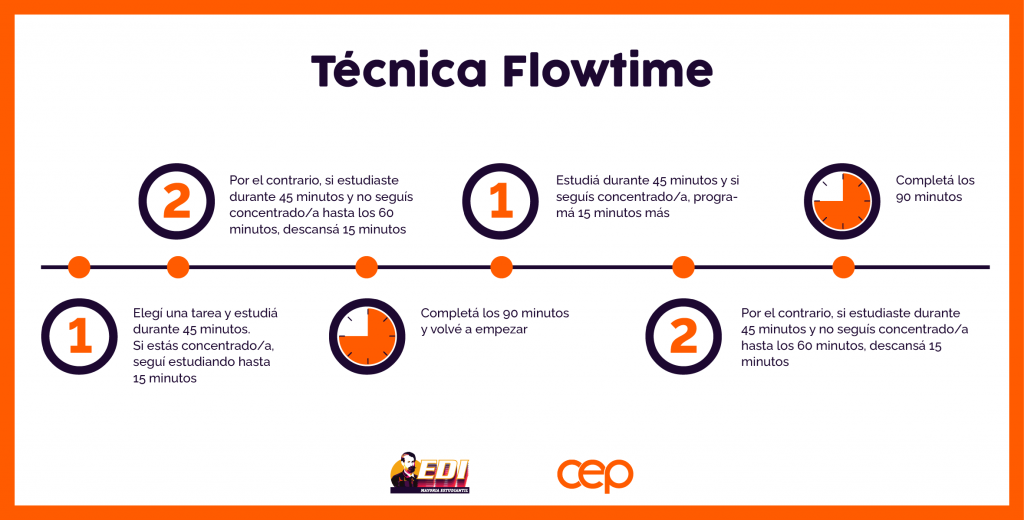 Técnica Flowtime
1
Elegí una tarea y estudiá
durante 45 minutos.
Si estás concentrado/a,
seguí estudiando hasta
15 minutos
2
Por el contrario, si estudiaste
durante 45 minutos y no seguís
concentrado/a hasta los 60
minutos, descansá 15 minutos
Completá los 90 minutos
y volvé a empezar
1
Estudiá durante 45 minutos y si
seguís concentrado/a, progra-
má 15 minutos más
2
Por el contrario, si estudiaste durante
45 minutos y no seguís concentrado/a
hasta los 60 minutos, descansá 15
minutos
Completá los
90 minutos
EDI
MAYORIA ESTUDIANTIL
cep